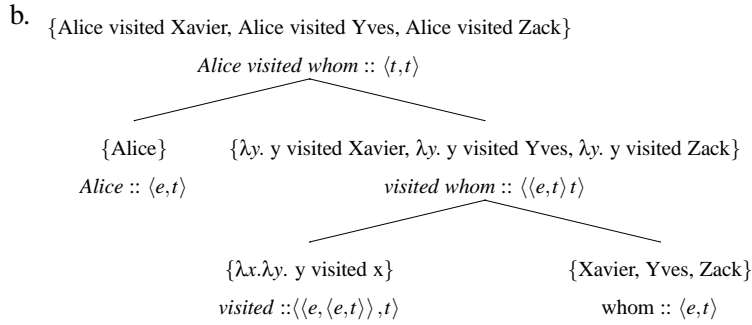 b. {Alice visited Xavier, Alice visited Yves, Alice visited Zack}
Alice visited whom :: ⟨t,t⟩
{Alice} {λy. y visited Xavier, λy. y visited Yves, λy. y visited Zack}
Alice :: ⟨e,t⟩ visited whom :: ⟨⟨e,t⟩t⟩
{λx.λy. y visited x} {Xavier, Yves, Zack}
visited ::⟨⟨e,⟨e,t⟩⟩,t⟩ whom :: ⟨e,t⟩